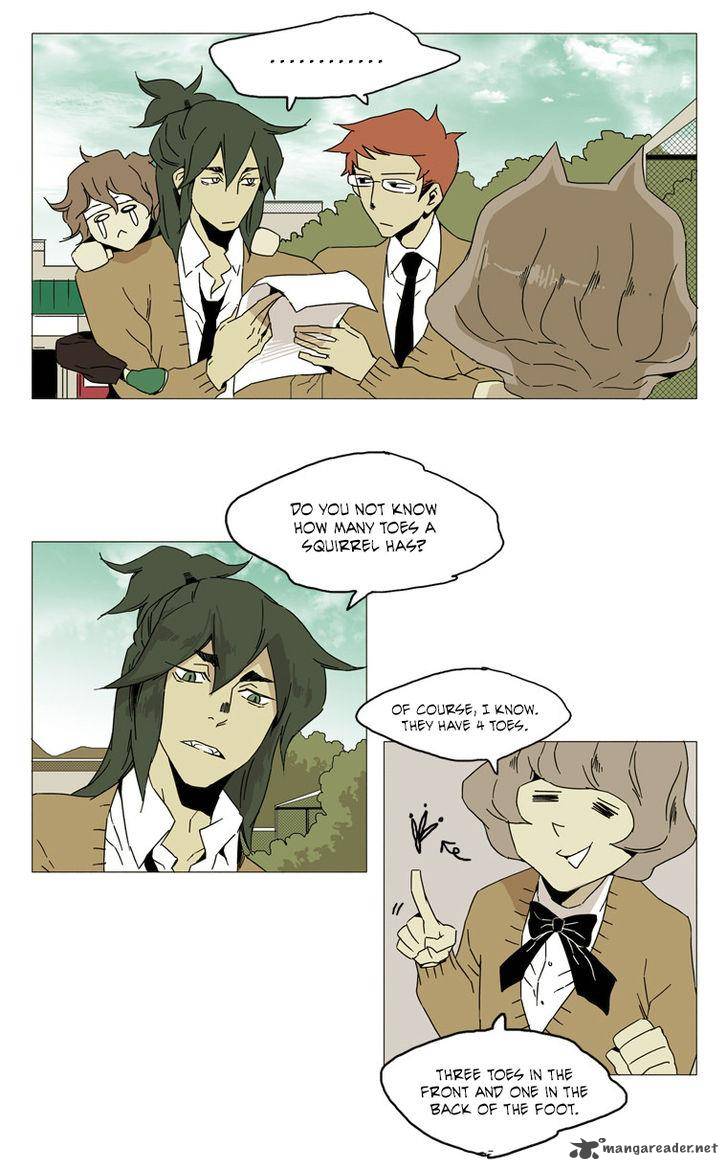 ............
DO YOU NOT KNOW
HOW MANY TOES A
SQUIRREL HAS?
OF COURSE, I KNOW.
THEY HAVE 4 TOES.
THREE TOES IN THE
FRONT AND ONE IN THE
BACK OF THE FOOT.
mangareader.net